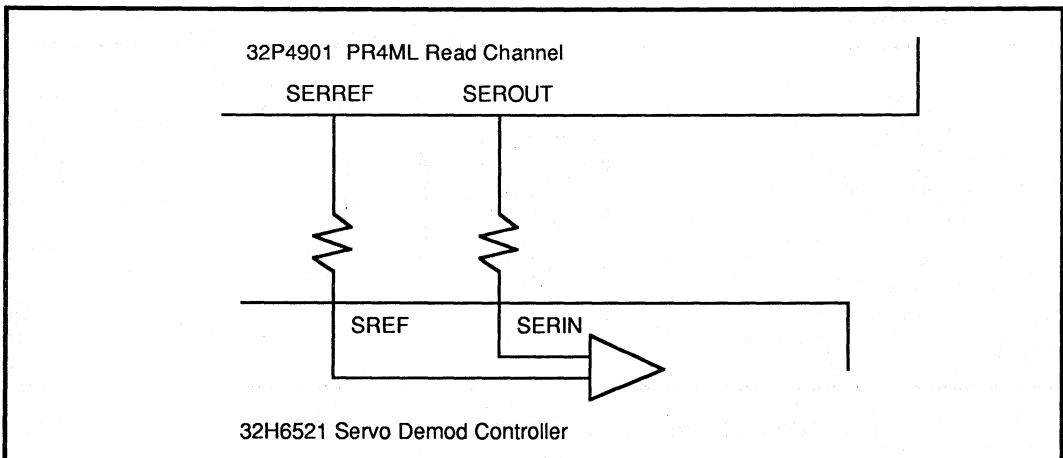 32P4901 PR4ML Read Channel
SERREF SEROUT
SREF SERIN
32H6521 Servo Demod Controller